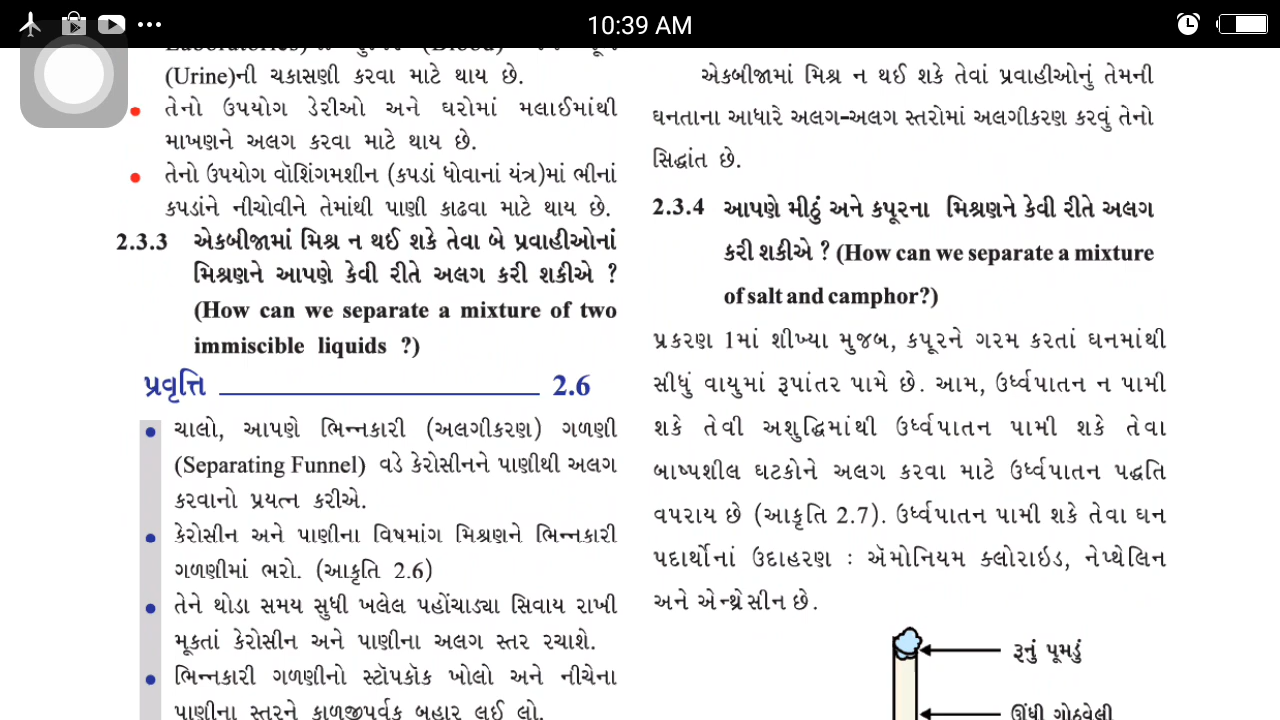 10:39 AM
(Urine)ની ચકાસણી કરવા માટે થાય છે.
તેનો ઉપયોગ ડેરીઓ અને ઘરોમાં મલાઈમાંથી
માખણને અલગ કરવા માટે થાય છે.
તેનો ઉપયોગ વૉશિંગમશીન (કપડાં ધોવાનાં યંત્ર)માં ભીનાં
કપડાંને નીચોવીને તેમાંથી પાણી કાઢવા માટે થાય છે.
2.3.3 એકબીજામાં મિશ્ર ન થઈ શકે તેવા બે પ્રવાહીઓનાં
મિશ્રણને આપણે કેવી રીતે અલગ કરી શકીએ ?
(How can we separate a mixture of two
immiscible liquids ?)
પ્રવૃત્તિ 2.6
ચાલો, આપણે ભિન્નકારી (અલગીકરણ) ગળણી
(Separating Funnel) વડે કેરોસીનને પાણીથી અલગ
કરવાનો પ્રયત્ન કરીએ.
કેરોસીન અને પાણીના વિષમાંગ મિશ્રણને ભિન્નકારી
ગળણીમાં ભરો. (આકૃતિ 2.6)
તેને થોડા સમય સુધી ખલેલ પહોંચાડ્યા સિવાય રાખી
મૂકતાં કેરોસીન અને પાણીના અલગ સ્તર રચાશે.
ભિન્નકારી ગળણીનો સ્ટૉપકૉક ખોલો અને નીચેના
પાણીના સ્તરને કાળજીપૂર્વક બહાર લઈ લો.
એકબીજામાં મિશ્ર ન થઈ શકે તેવાં પ્રવાહીઓનું તેમની
ઘનતાના આધારે અલગ-અલગ સ્તરોમાં અલગીકરણ કરવું તેનો
સિદ્ધાંત છે.
2.3.4 આપણે મીઠું અને કપૂરના મિશ્રણને કેવી રીતે અલગ
કરી શકીએ ? (How can we separate a mixture
of salt and camphor?)
પ્રકરણ 1માં શીખ્યા મુજબ, કપૂરને ગરમ કરતાં ઘનમાંથી
સીધું વાયુમાં રૂપાંતર પામે છે. આમ, ઉર્ધ્વપાતન ન પામી
શકે તેવી અશુદ્ધિમાંથી ઉર્ધ્વપાતન પામી શકે તેવા
બાષ્પશીલ ઘટકોને અલગ કરવા માટે ઉર્ધ્વપાતન પદ્ધતિ
વપરાય છે (આકૃતિ 2.7). ઉર્ધ્વપાતન પામી શકે તેવા ઘન
પદાર્થોનાં ઉદાહરણ : ઍમોનિયમ ક્લોરાઇડ, નેપ્થેલિન
અને એન્થ્રેસીન છે.
રૂનું પૂમડું
ઊંધી ગોઠવેલી